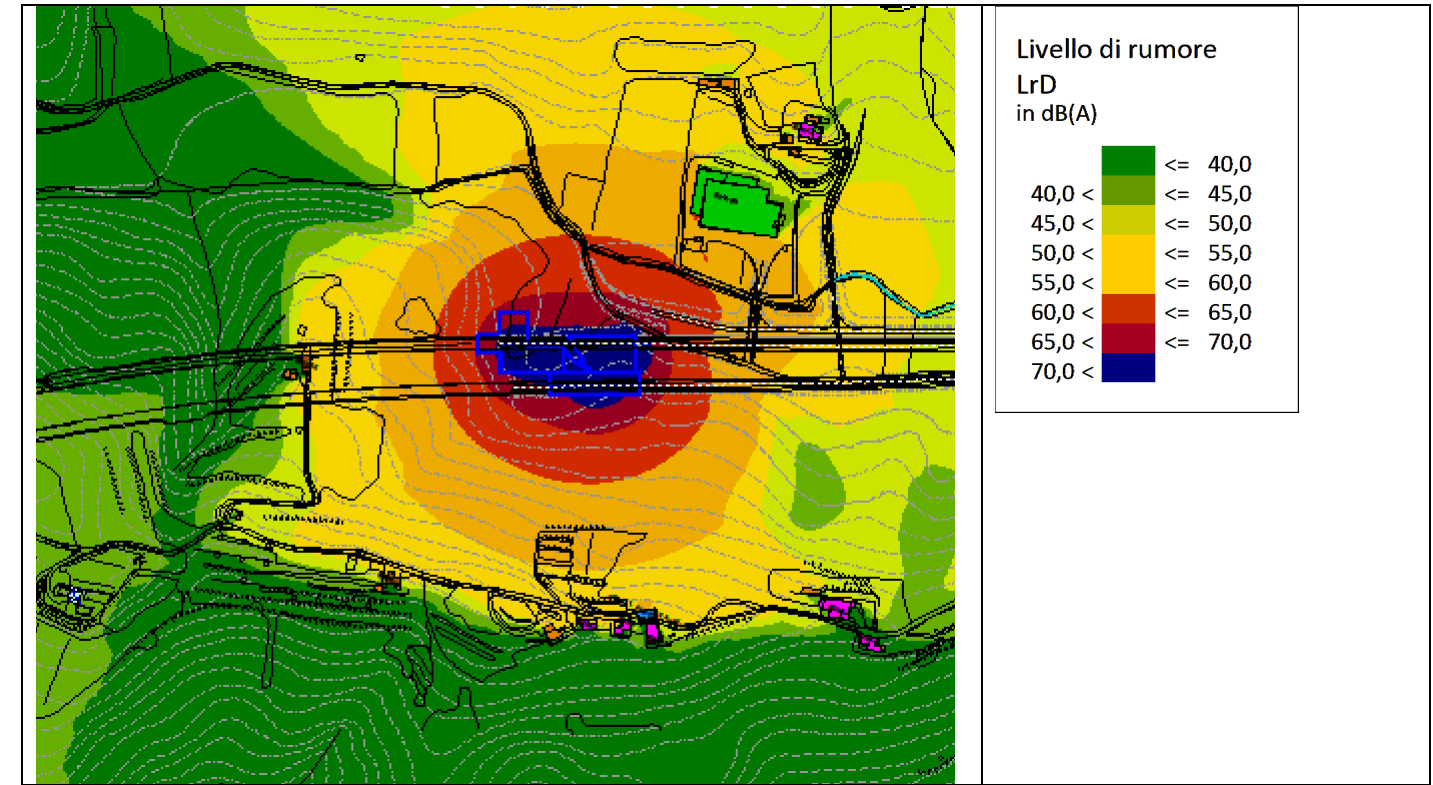 Livello di rumore
LrD
in dB(A)
<= 40,0
40,0 < <= 45,0
45,0 < <= 50,0
50,0 < <= 55,0
55,0 < <= 60,0
60,0 < <= 65,0
65,0 < <= 70,0
70,0 <